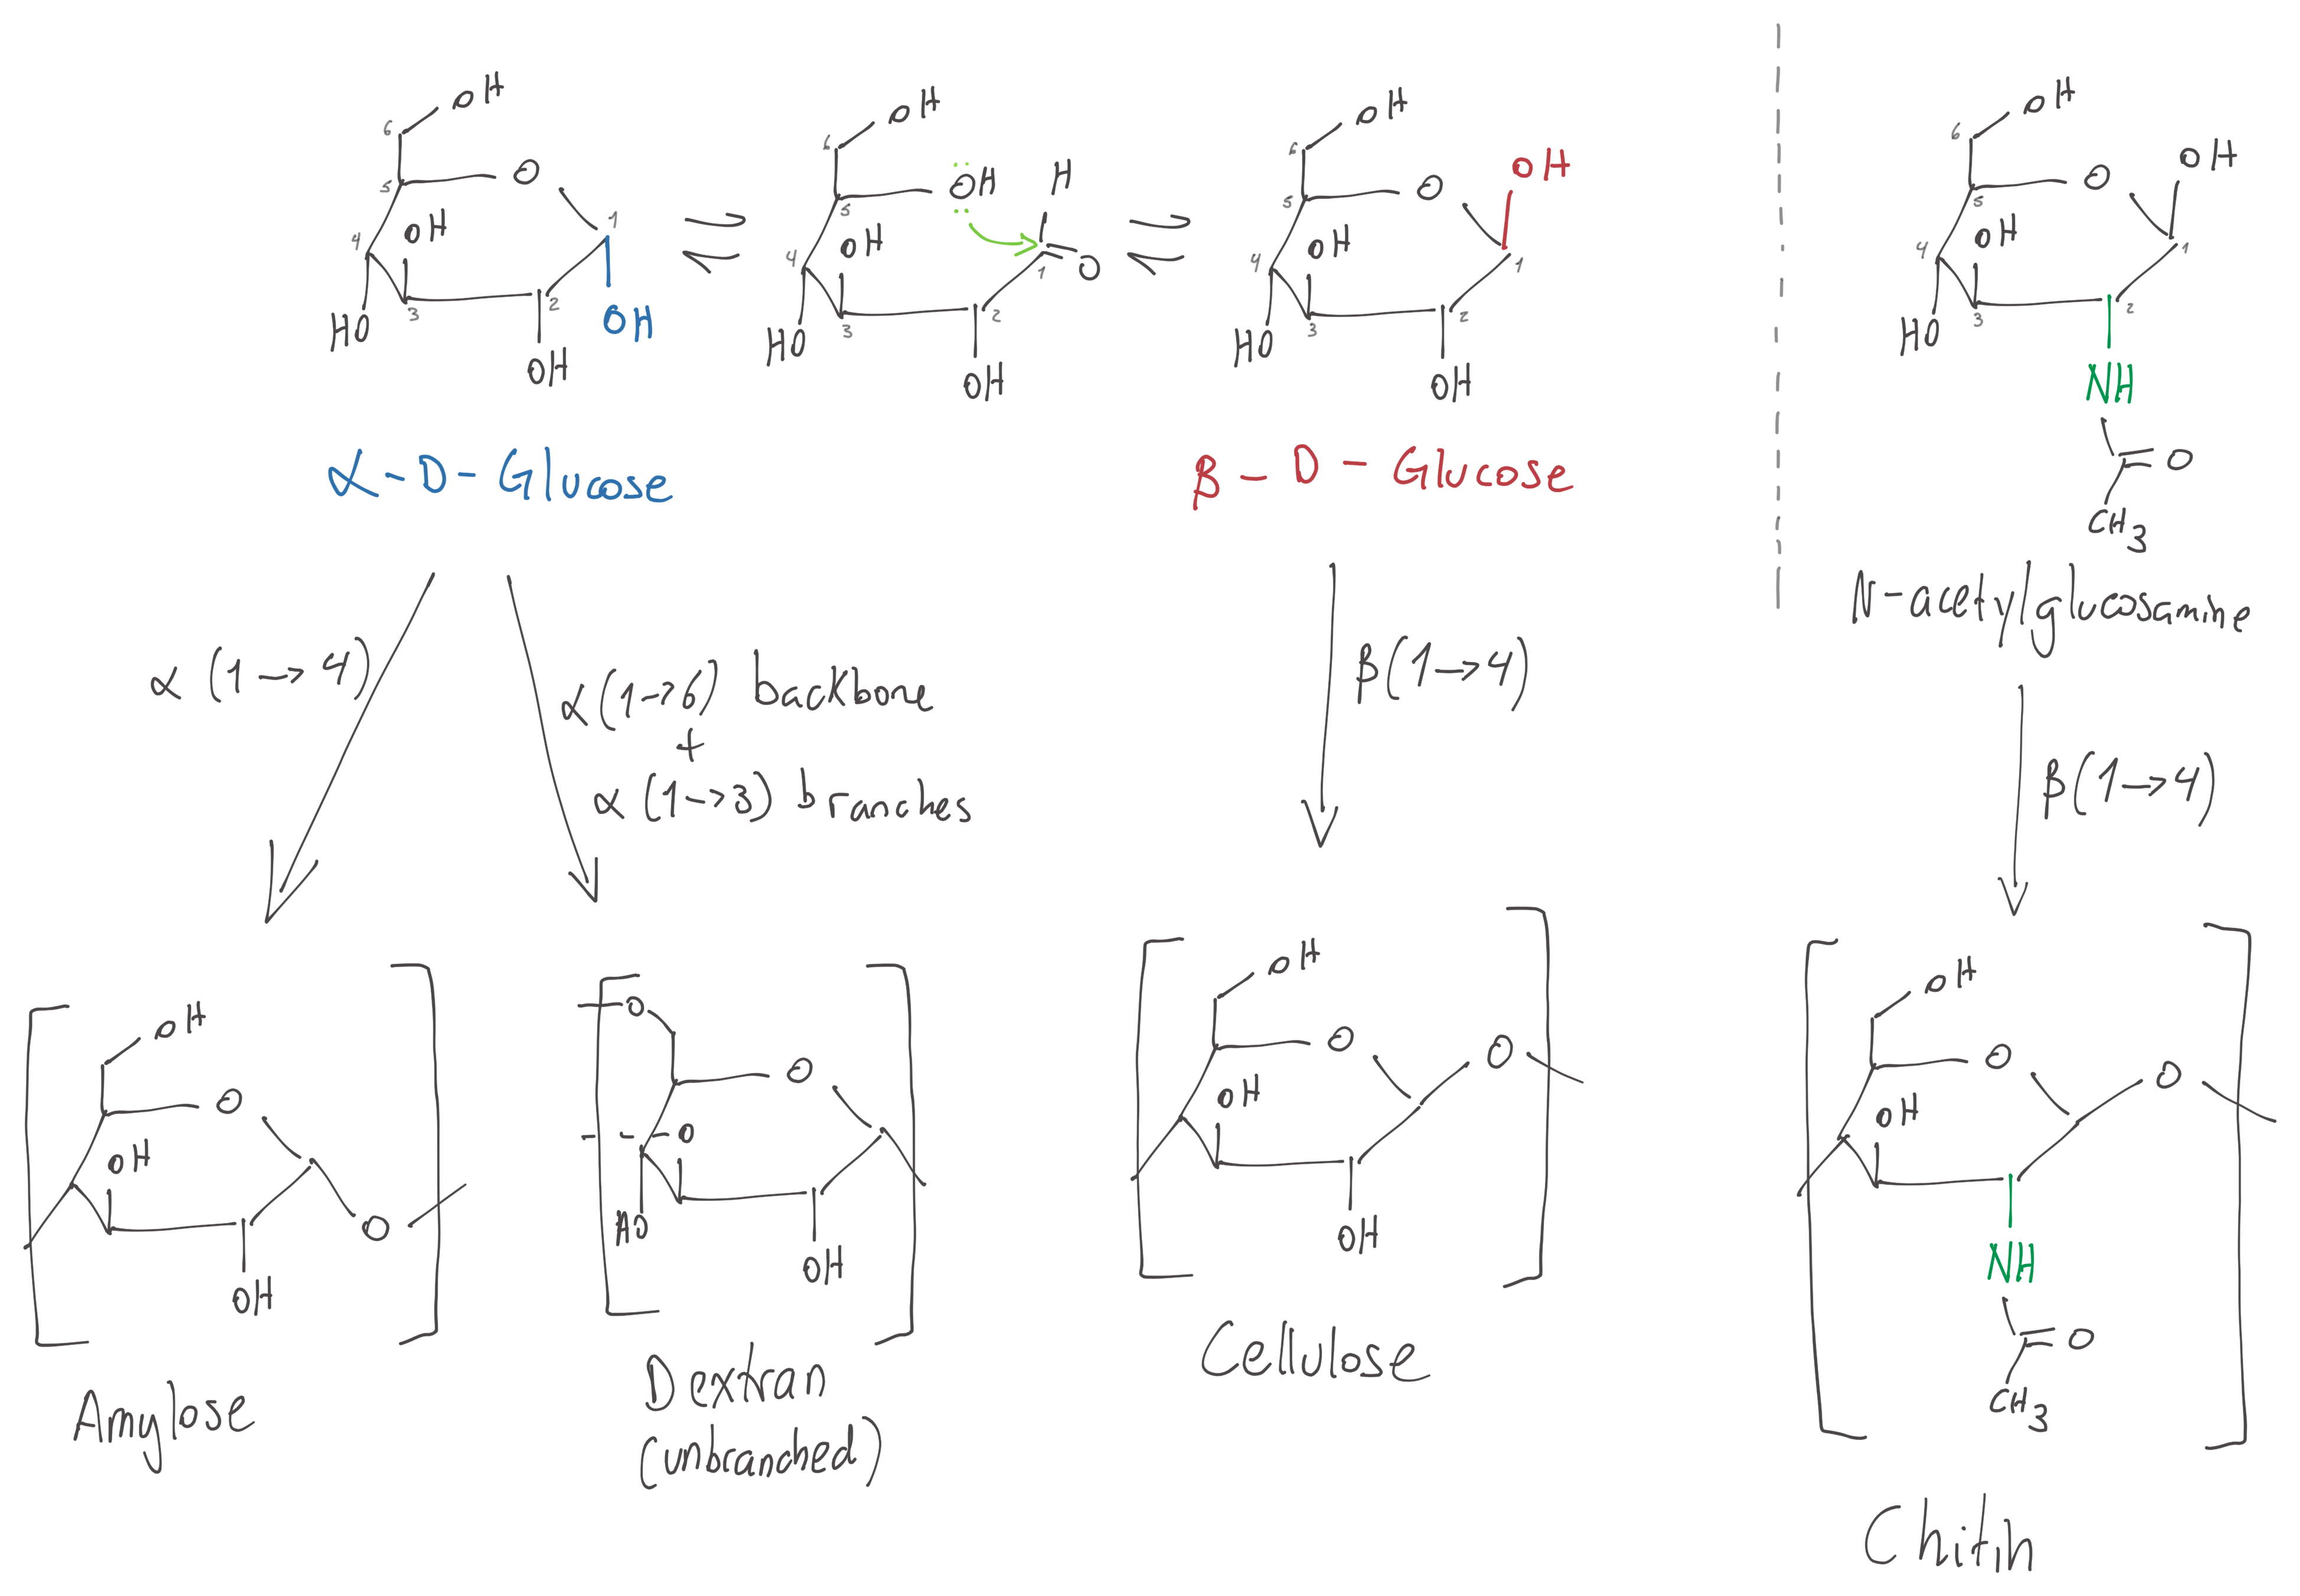 6 OH
5 O
4 OH 1
HO 3 2 OH
OH
α-D-Glucose
⇌
6 OH
5 OH H
4 OH
HO 3 2 1 O
OH
⇌
6 OH OH
5 O
4 OH 1
HO 3 2
OH
β-D-Glucose
6 OH
5 O OH
4 OH 1
HO 3 2
NH
O
CH3
N-acetylglucosamine
α (1→4)
α(1→6) backbone
+
α (1→3) branches
β(1→4)
β(1→4)
OH
O
OH
O
OH
Amylose
O
O
O
HO
OH
Dextran
(unbranched)
OH
O O
OH
OH
Cellulose
OH
O O
OH
NH
O
CH3
Chitin